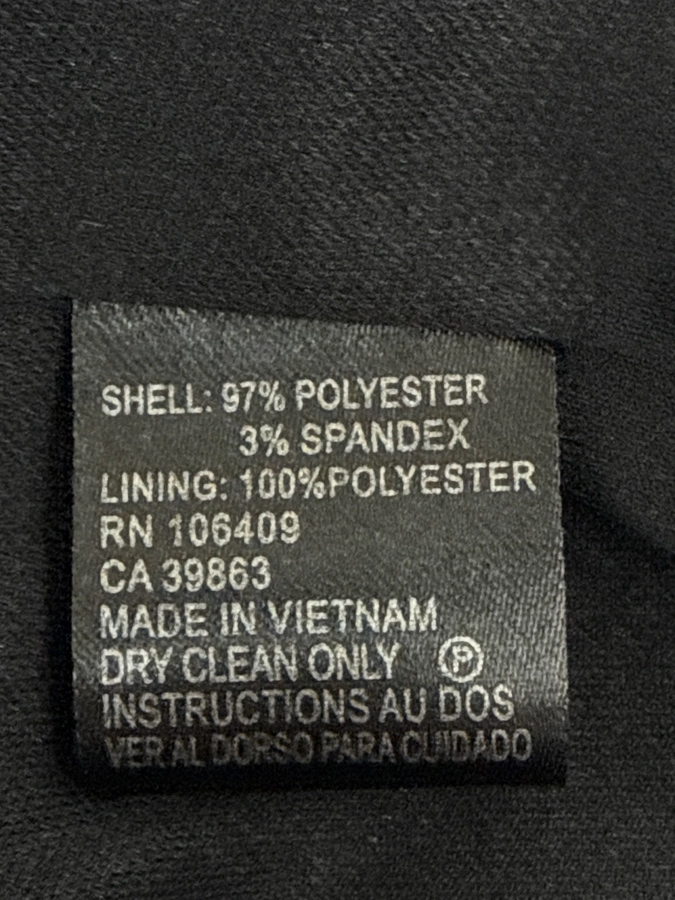 SHELL: 97% POLYESTER
3% SPANDEX
LINING: 100%POLYESTER
RN 106409
CA 39863
MADE IN VIETNAM
DRY CLEAN ONLY Ⓟ
INSTRUCTIONS AU DOS
VER AL DORSO PARA CUIDADO